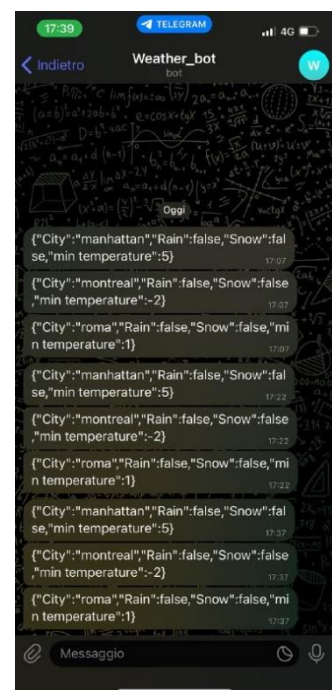 17:39
TELEGRAM
4G
Indietro
Weather_bot
bot
W
Oggi
{"City":"manhattan","Rain":false,"Snow":fal
se,"min temperature":5}
17:07
{"City":"montreal","Rain":false,"Snow":false
,"min temperature":-2}
17:07
{"City":"roma","Rain":false,"Snow":false,"mi
n temperature":1}
17:07
{"City":"manhattan","Rain":false,"Snow":fal
se,"min temperature":5}
17:22
{"City":"montreal","Rain":false,"Snow":false
,"min temperature":-2}
17:22
{"City":"roma","Rain":false,"Snow":false,"mi
n temperature":1}
17:22
{"City":"manhattan","Rain":false,"Snow":fal
se,"min temperature":5}
17:37
{"City":"montreal","Rain":false,"Snow":false
,"min temperature":-2}
17:37
{"City":"roma","Rain":false,"Snow":false,"mi
n temperature":1}
17:37
Messaggio